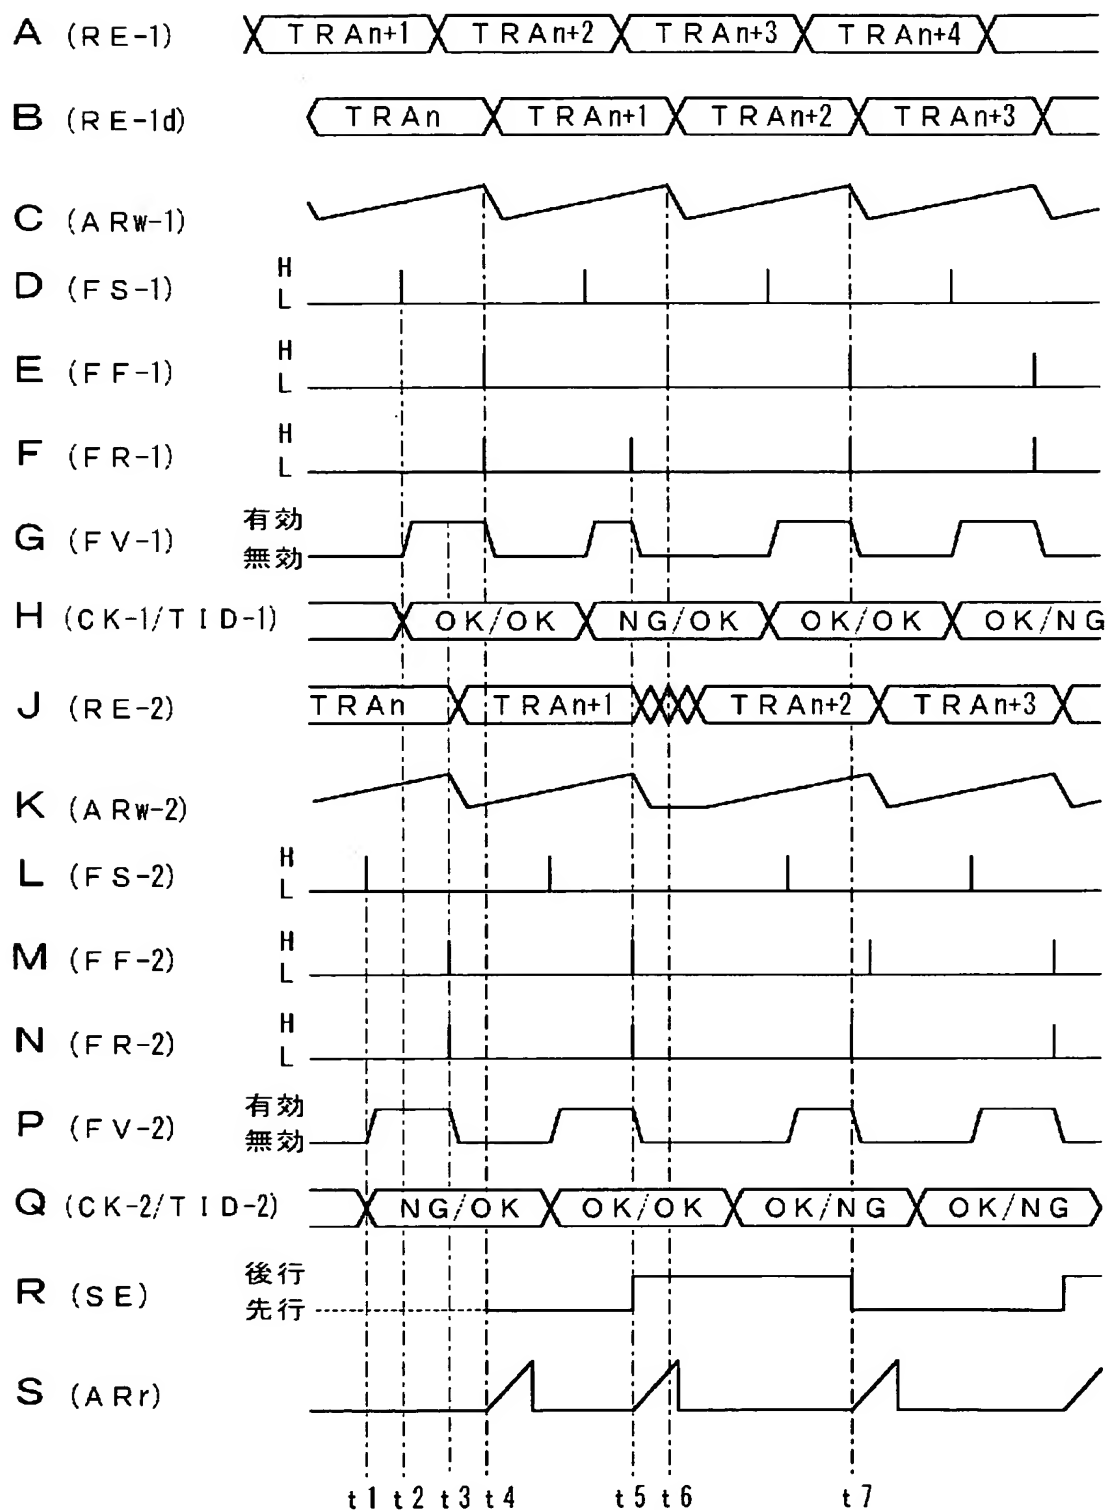 A (RE-1) TRAn+1 TRAn+2 TRAn+3 TRAn+4
B (RE-1d) TRAn TRAn+1 TRAn+2 TRAn+3
C (ARw-1)
D (FS-1) H L
E (FF-1) H L
F (FR-1) H L
G (FV-1) 有効 無効
H (CK-1/TID-1) OK/OK NG/OK OK/OK OK/NG
J (RE-2) TRAn TRAn+1 TRAn+2 TRAn+3
K (ARw-2)
L (FS-2) H L
M (FF-2) H L
N (FR-2) H L
P (FV-2) 有効 無効
Q (CK-2/TID-2) NG/OK OK/OK OK/NG OK/NG
R (SE) 後行 先行
S (ARr)
t1 t2 t3 t4 t5 t6 t7